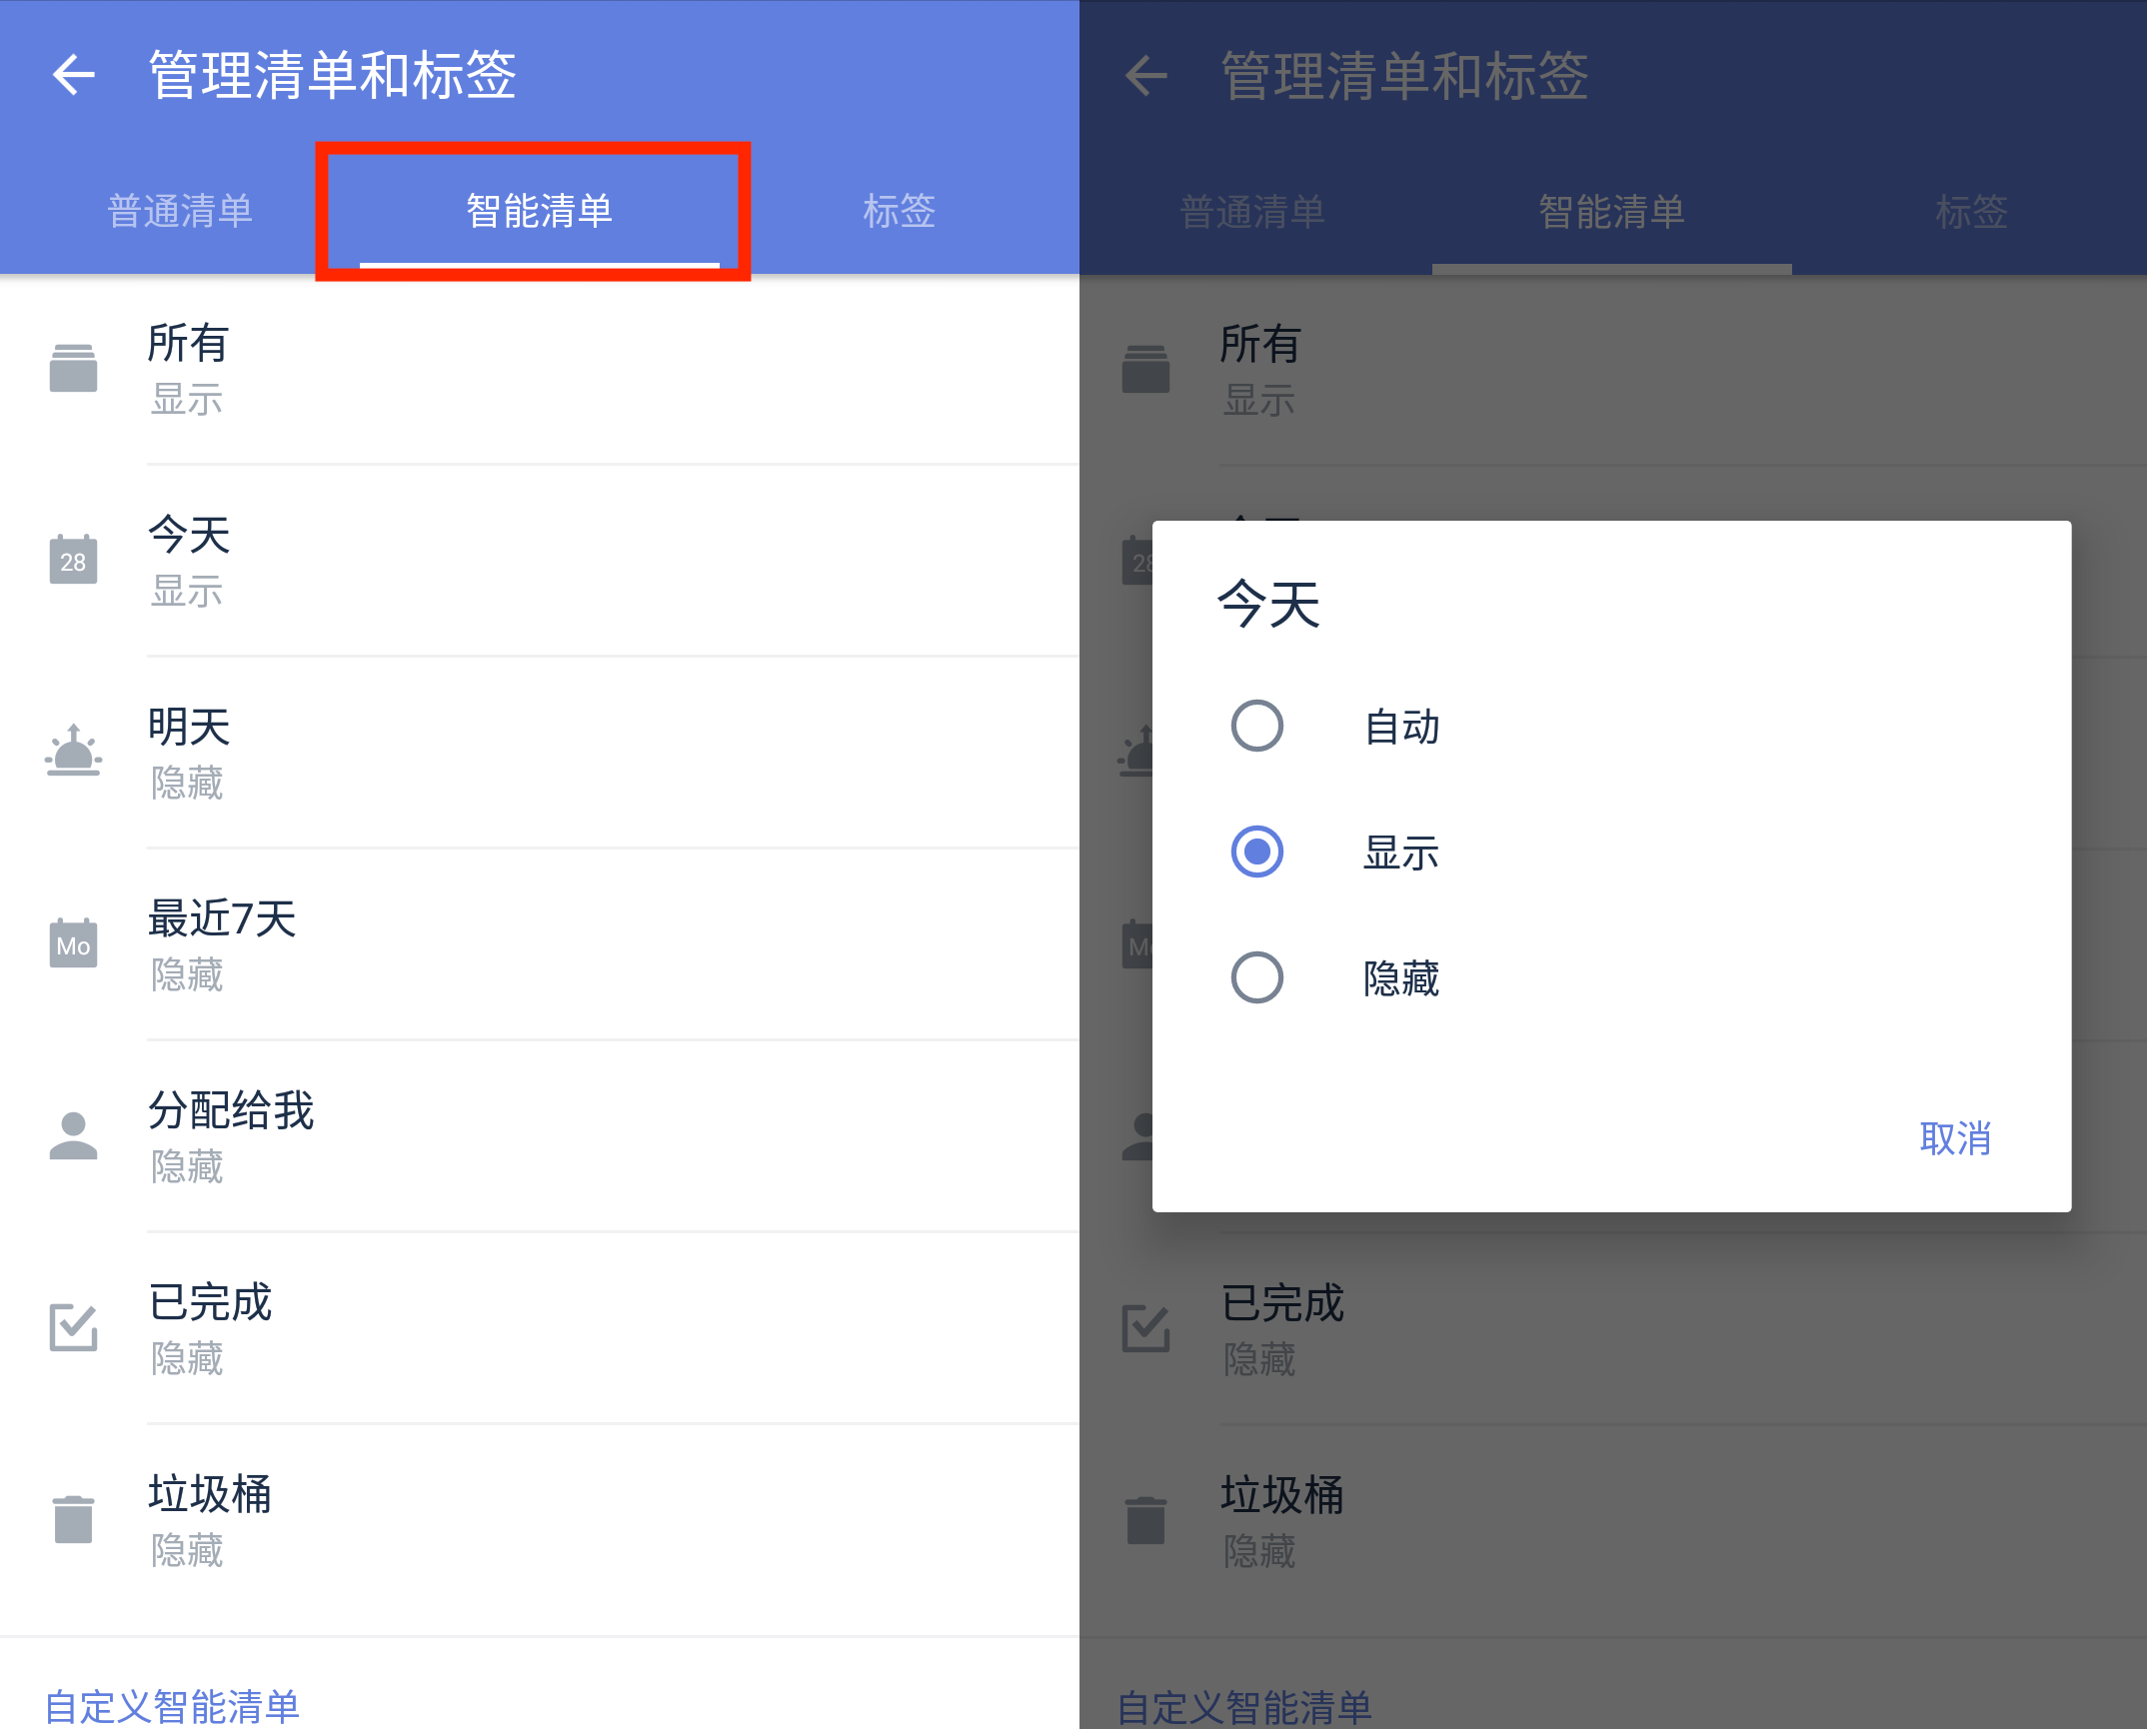 管理清单和标签
普通清单 智能清单 标签
所有
显示
28
今天
显示
明天
隐藏
Mo
最近7天
隐藏
分配给我
隐藏
已完成
隐藏
垃圾桶
隐藏
自定义智能清单
管理清单和标签
普通清单 智能清单 标签
所有
显示
今天
自动
显示
隐藏
取消
已完成
隐藏
垃圾桶
隐藏
自定义智能清单